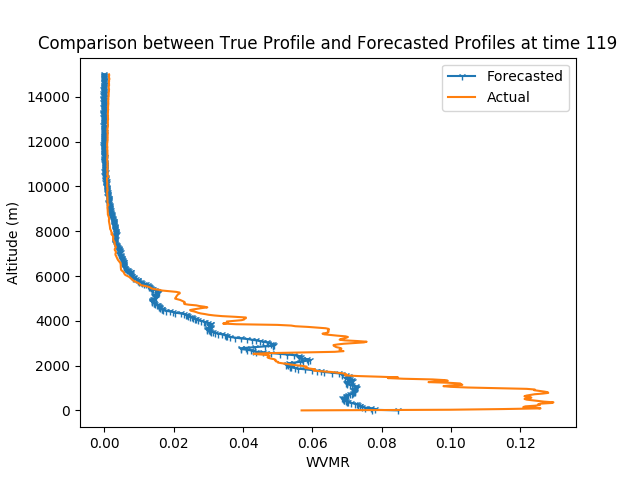 Comparison between True Profile and Forecasted Profiles at time 119
Forecasted
Actual
14000
12000
10000
8000
6000
4000
2000
0
Altitude (m)
0.00 0.02 0.04 0.06 0.08 0.10 0.12
WVMR